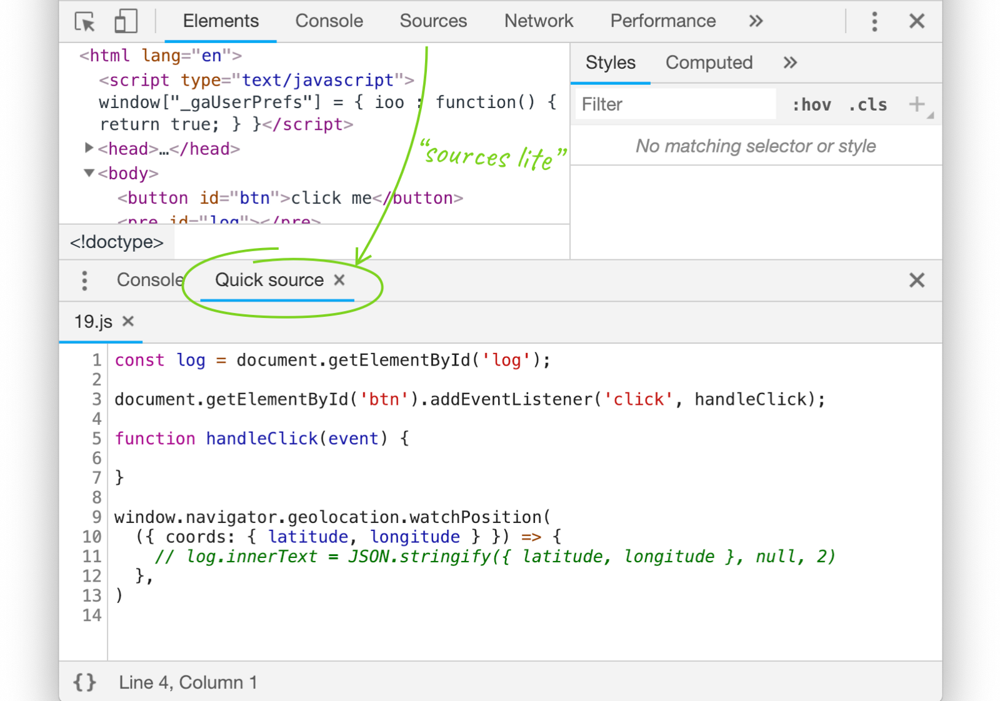 Elements Console Sources Network Performance »
<html lang="en">
<script type="text/javascript">
window["_gaUserPrefs"] = { ioo : function() {
return true; } }</script>
<head>…</head>
<body>
<button id="btn">click me</button>
<pre id="log"></pre>
<!doctype>
Styles Computed »
Filter :hov .cls +
No matching selector or style
“sources lite”
Console Quick source ×
19.js ×
1 const log = document.getElementById('log');
2
3 document.getElementById('btn').addEventListener('click', handleClick);
4
5 function handleClick(event) {
6
7 }
8
9 window.navigator.geolocation.watchPosition(
10 ({ coords: { latitude, longitude } }) => {
11 // log.innerText = JSON.stringify({ latitude, longitude }, null, 2)
12 },
13 )
14
{} Line 4, Column 1